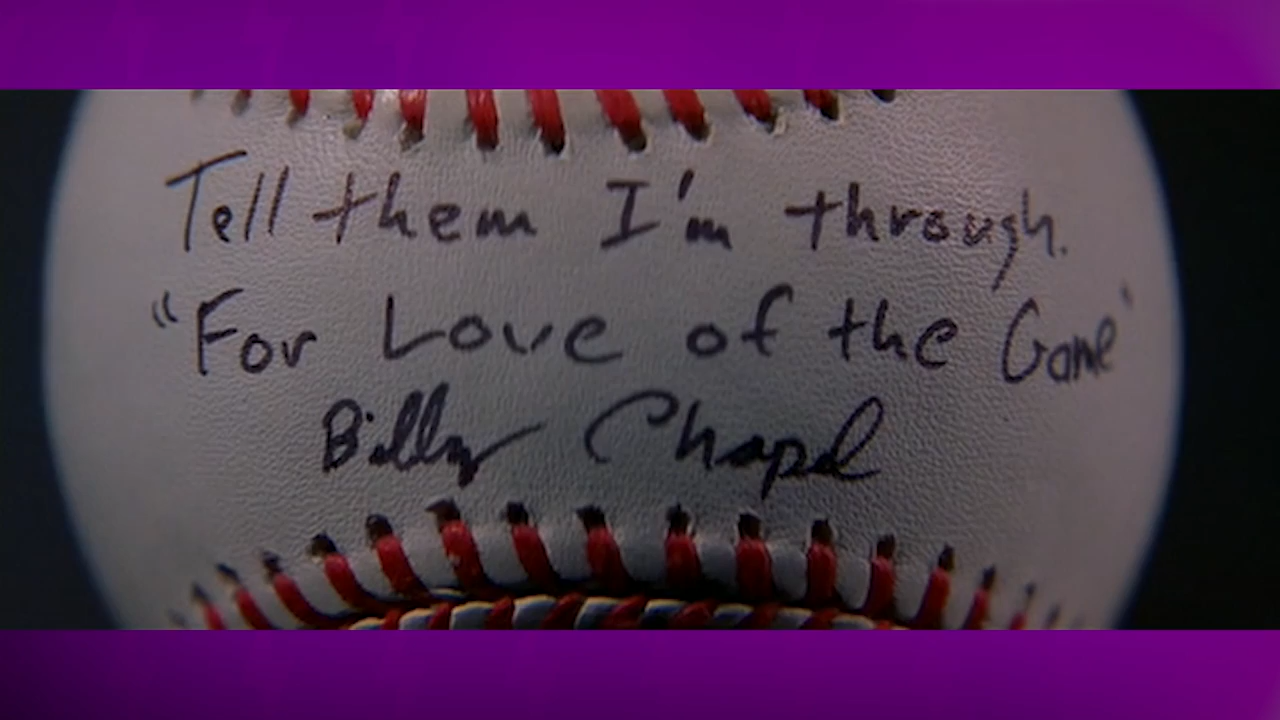 Tell them I'm through.
"For Love of the Game"
Billy Chapel